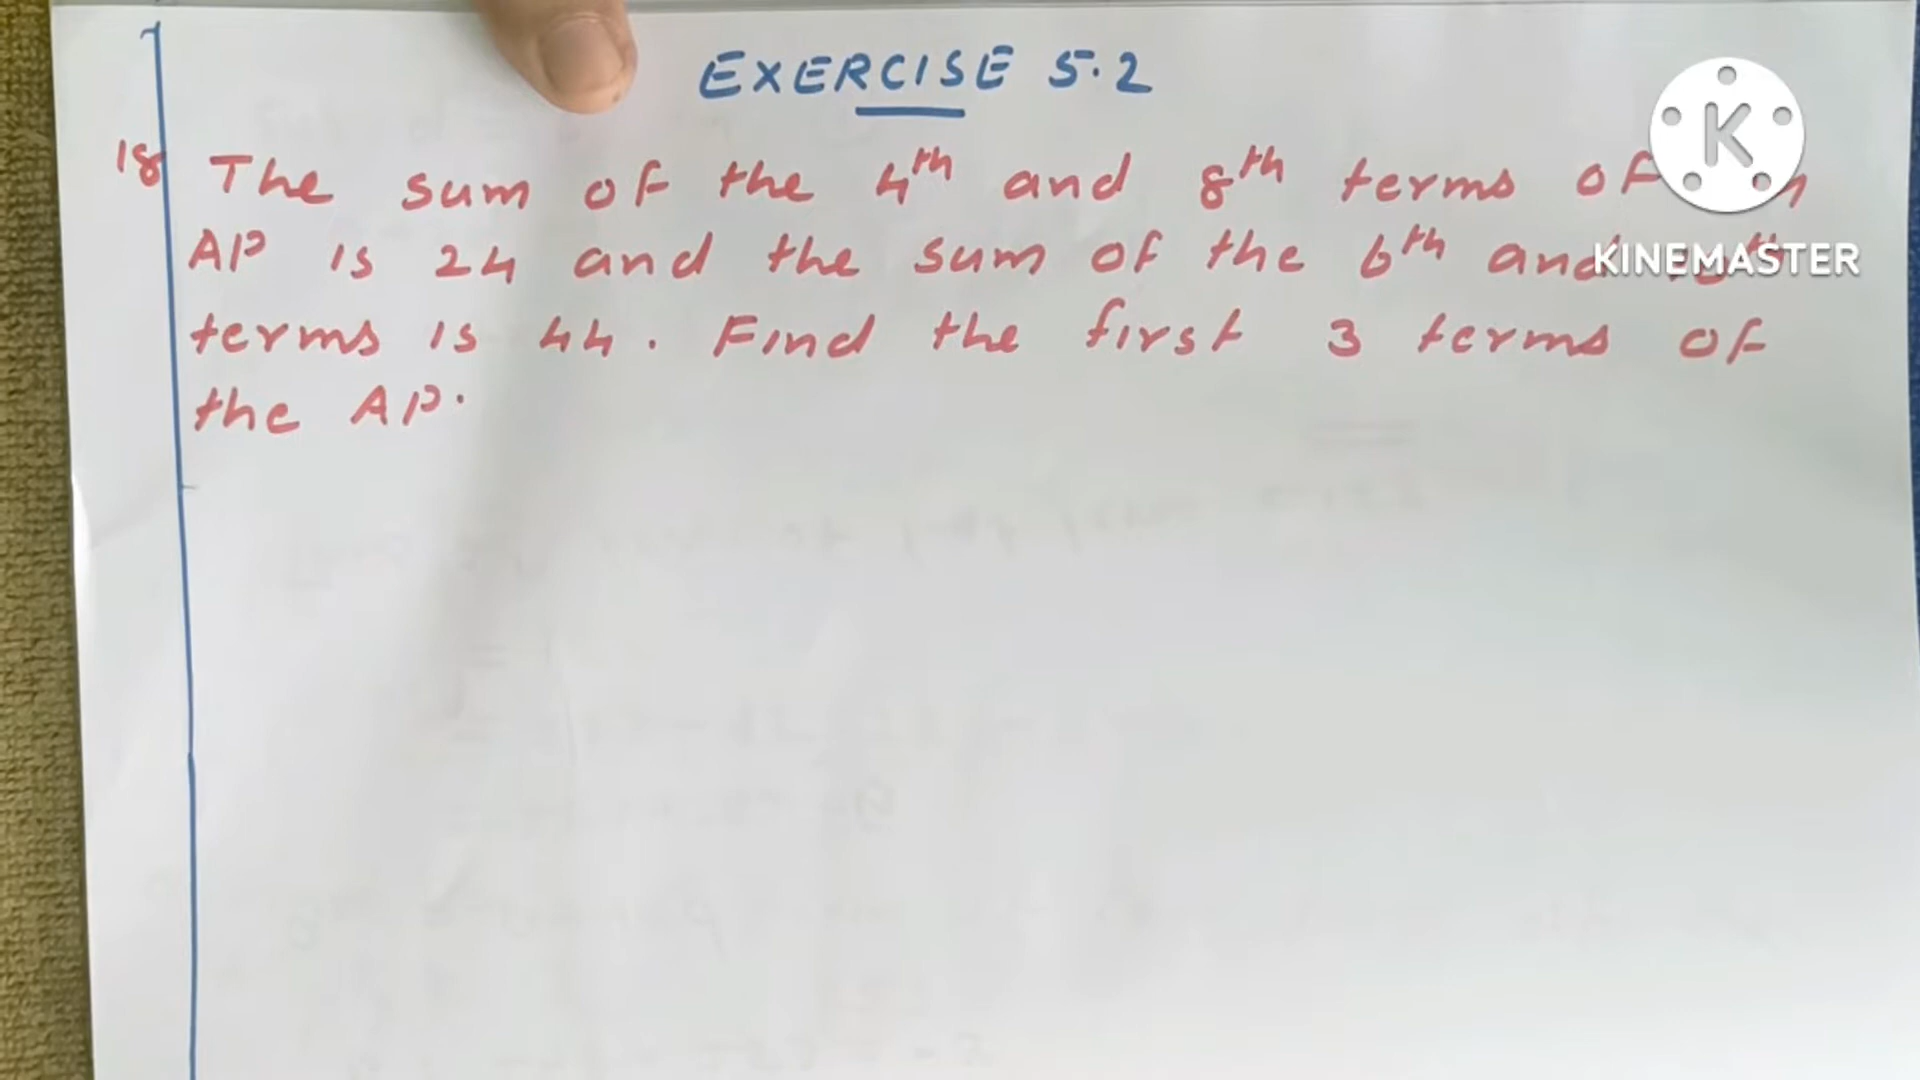 EXERCISE 5.2
18 The sum of the 4th and 8th terms of
AP is 24 and the sum of the 6th and
terms is 44. Find the first 3 terms of
the AP.
K
KINEMASTER